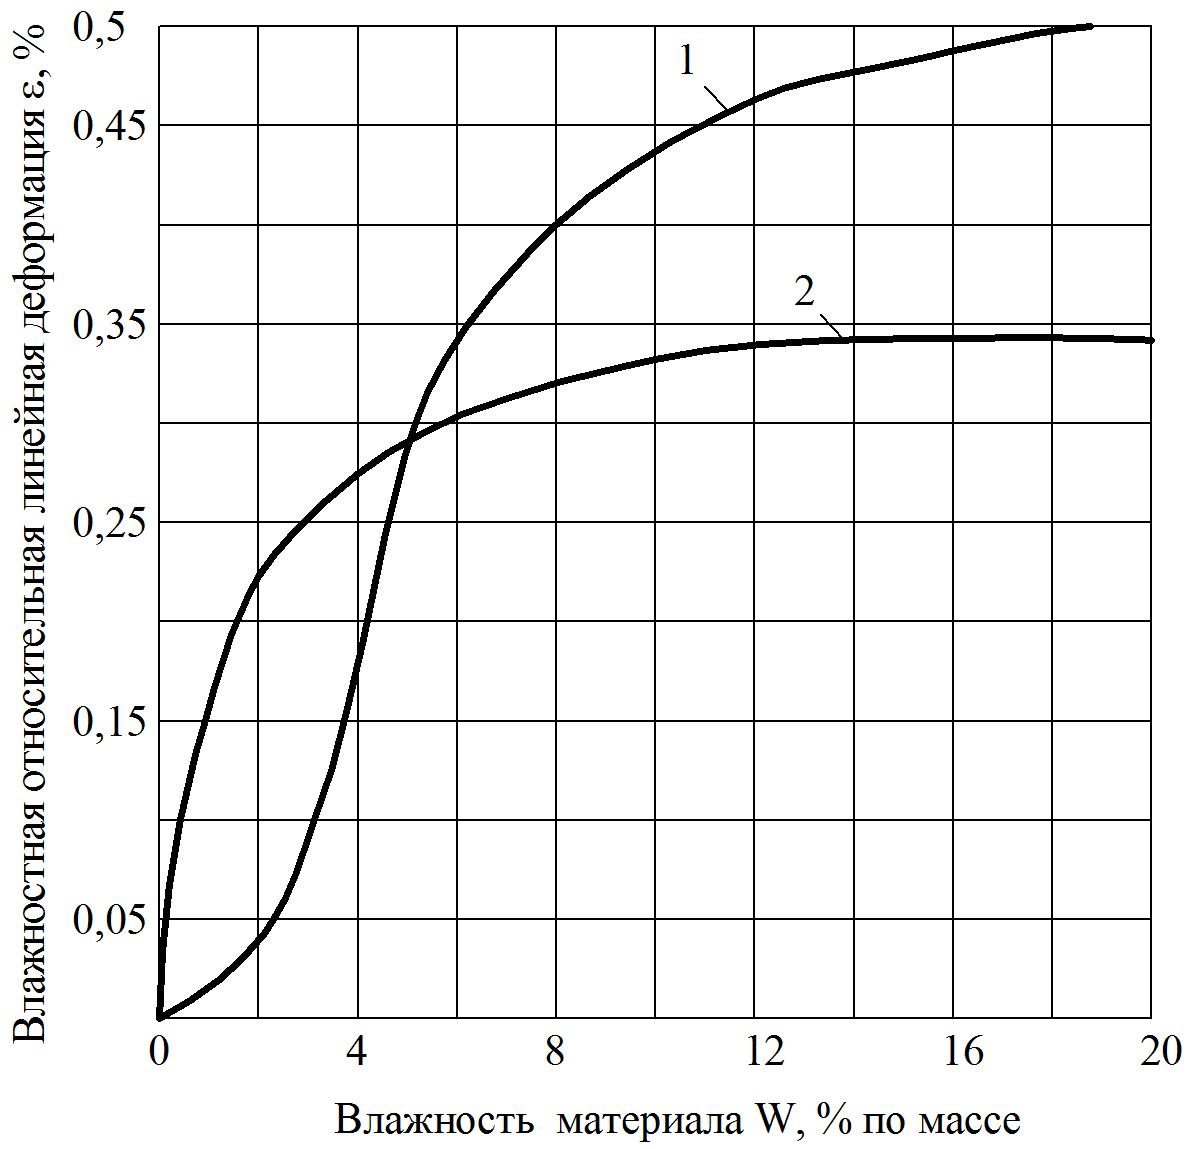 Влажностная относительная линейная деформация ε, %
0,5
0,45
0,35
0,25
0,15
0,05
1
2
0 4 8 12 16 20
Влажность материала W, % по массе